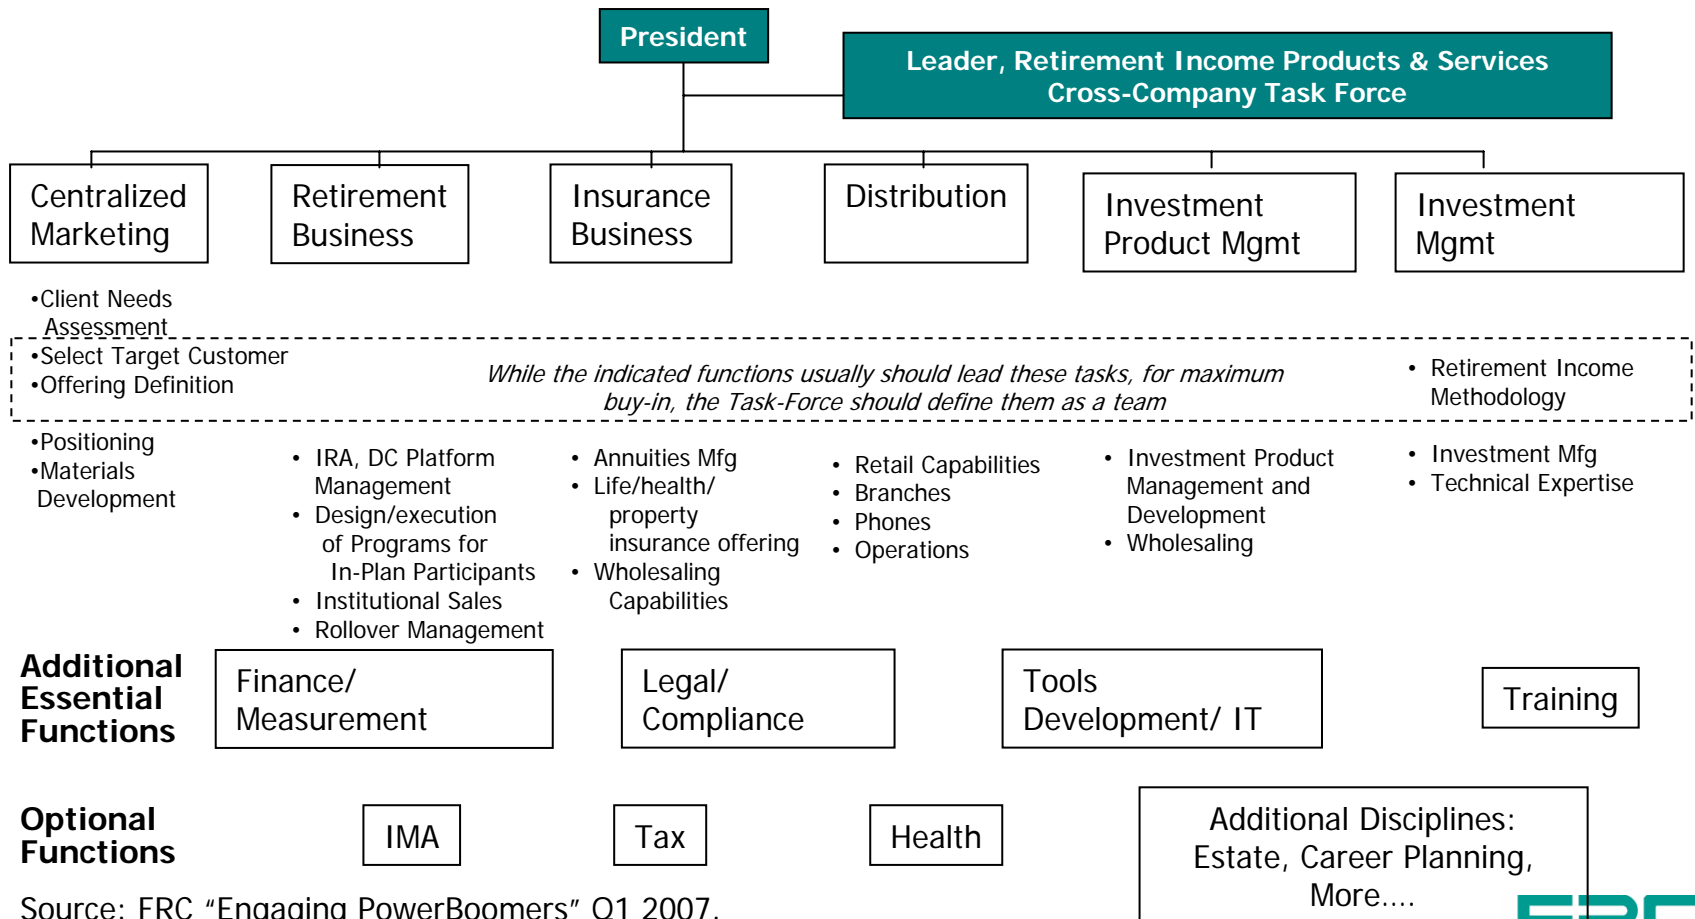 President
Leader, Retirement Income Products & Services
Cross-Company Task Force
Centralized
Marketing
Retirement
Business
Insurance
Business
Distribution
Investment
Product Mgmt
Investment
Mgmt
•Client Needs
Assessment
•Select Target Customer
•Offering Definition
While the indicated functions usually should lead these tasks, for maximum
buy-in, the Task-Force should define them as a team
• Retirement Income
Methodology
•Positioning
•Materials
Development
• IRA, DC Platform
Management
• Design/execution
of Programs for
In-Plan Participants
• Institutional Sales
• Rollover Management
• Annuities Mfg
• Life/health/
property
insurance offering
• Wholesaling
Capabilities
• Retail Capabilities
• Branches
• Phones
• Operations
• Investment Product
Management and
Development
• Wholesaling
• Investment Mfg
• Technical Expertise
Additional
Essential
Functions
Finance/
Measurement
Legal/
Compliance
Tools
Development/ IT
Training
Optional
Functions
IMA
Tax
Health
Additional Disciplines:
Estate, Career Planning,
More....
Source: FRC "Engaging PowerBoomers" Q1 2007.
FRC